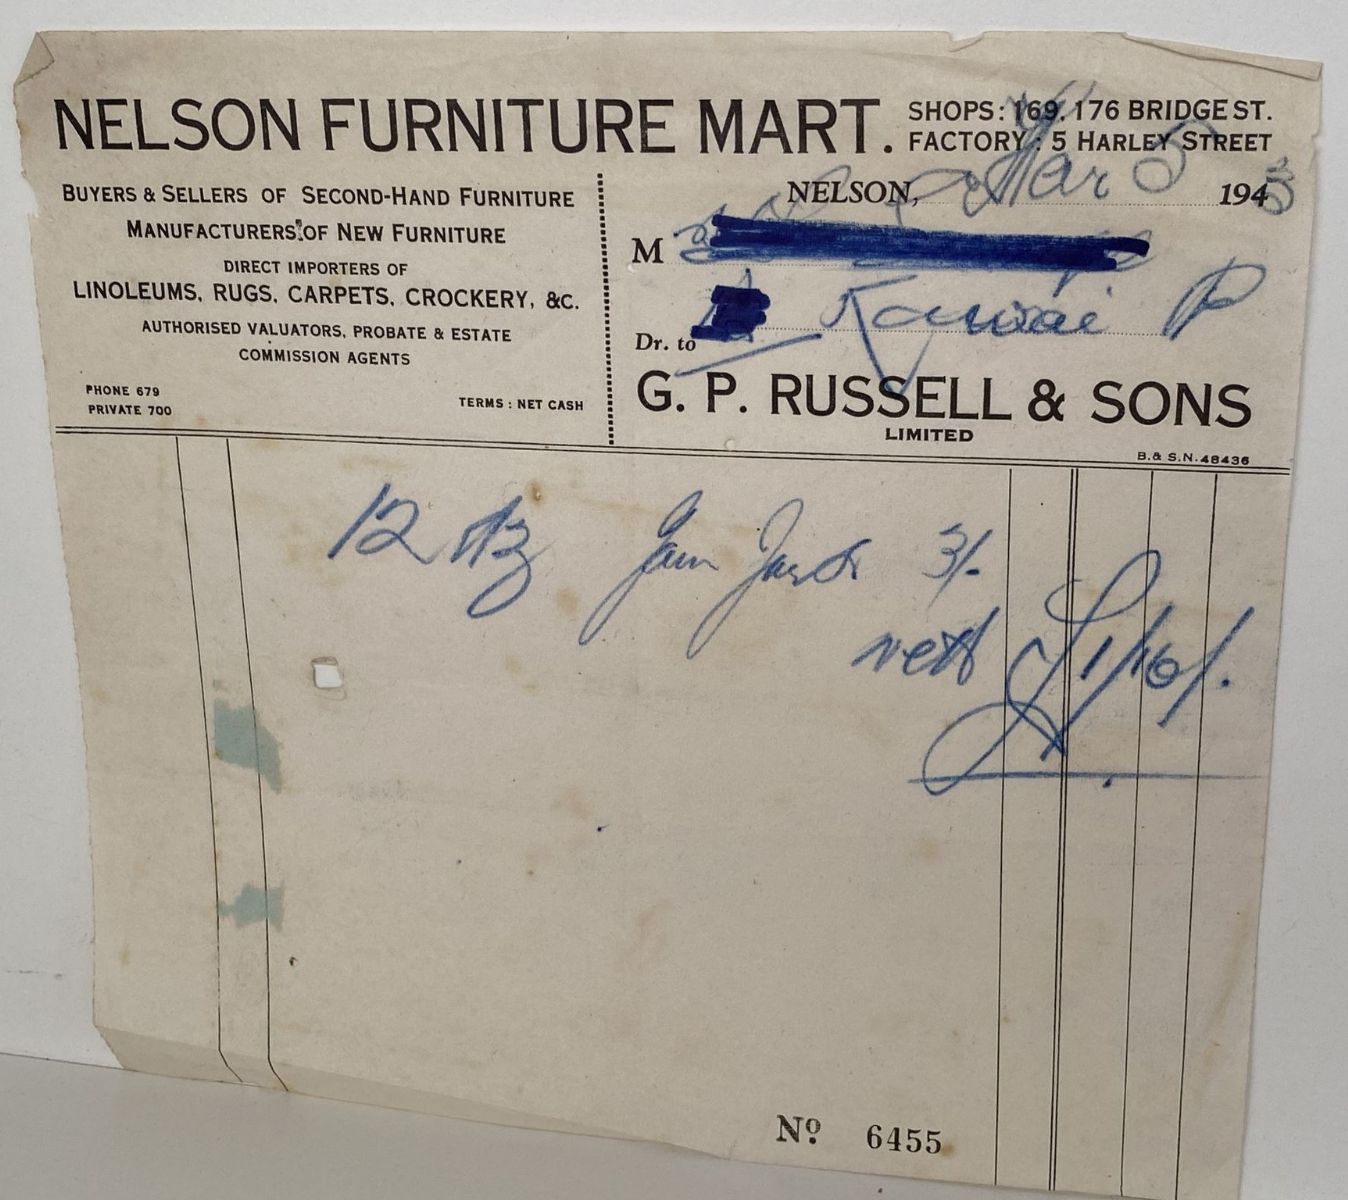 NELSON FURNITURE MART.
SHOPS: 169. 176 BRIDGE ST.
FACTORY: 5 HARLEY STREET
BUYERS & SELLERS OF SECOND-HAND FURNITURE
MANUFACTURERS OF NEW FURNITURE
DIRECT IMPORTERS OF
LINOLEUMS, RUGS, CARPETS, CROCKERY, &C.
AUTHORISED VALUATORS, PROBATE & ESTATE
COMMISSION AGENTS
PHONE 679
PRIVATE 700
TERMS: NET CASH
NELSON, Mar 5 1943
M
Kawai
Dr. to
G. P. RUSSELL & SONS
LIMITED
B.& S.N.48436
12 dz Jam Jars 3/-
nett £1/16/-
Nº 6455